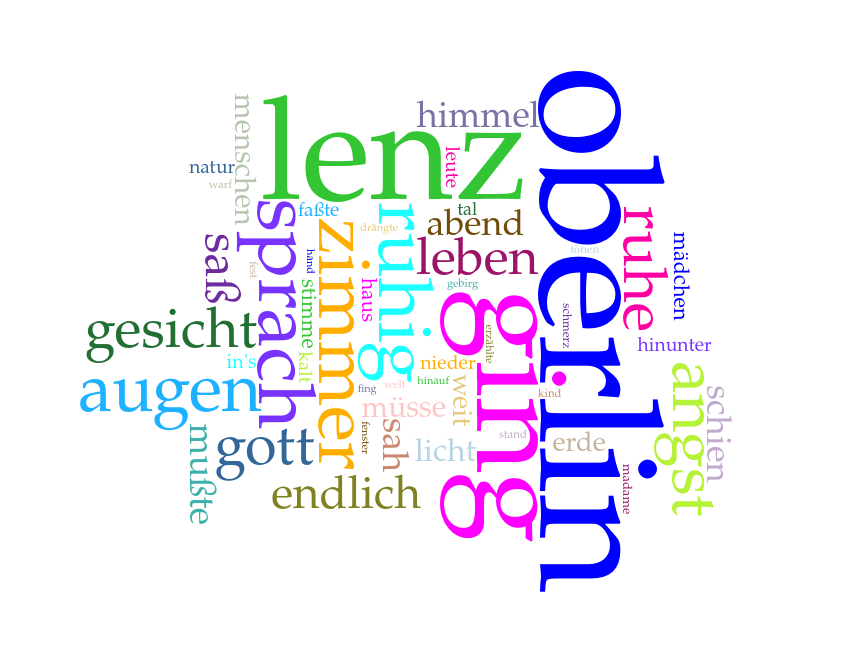 oberlin
lenz
ging
sprach
zimmer
ruhig
augen
gesicht
gott
endlich
angst
ruhe
leben
himmel
abend
saß
menschen
natur
warf
leute
faßte
tal
drängte
tönen
mädchen
hand
fest
stimme
haus
gebirg
in's
kalt
schmerz
erzählte
hinunter
nieder
hinauf
welt
fing
weit
kind
müsse
schien
mußte
fenster
sah
licht
stand
erde
madame